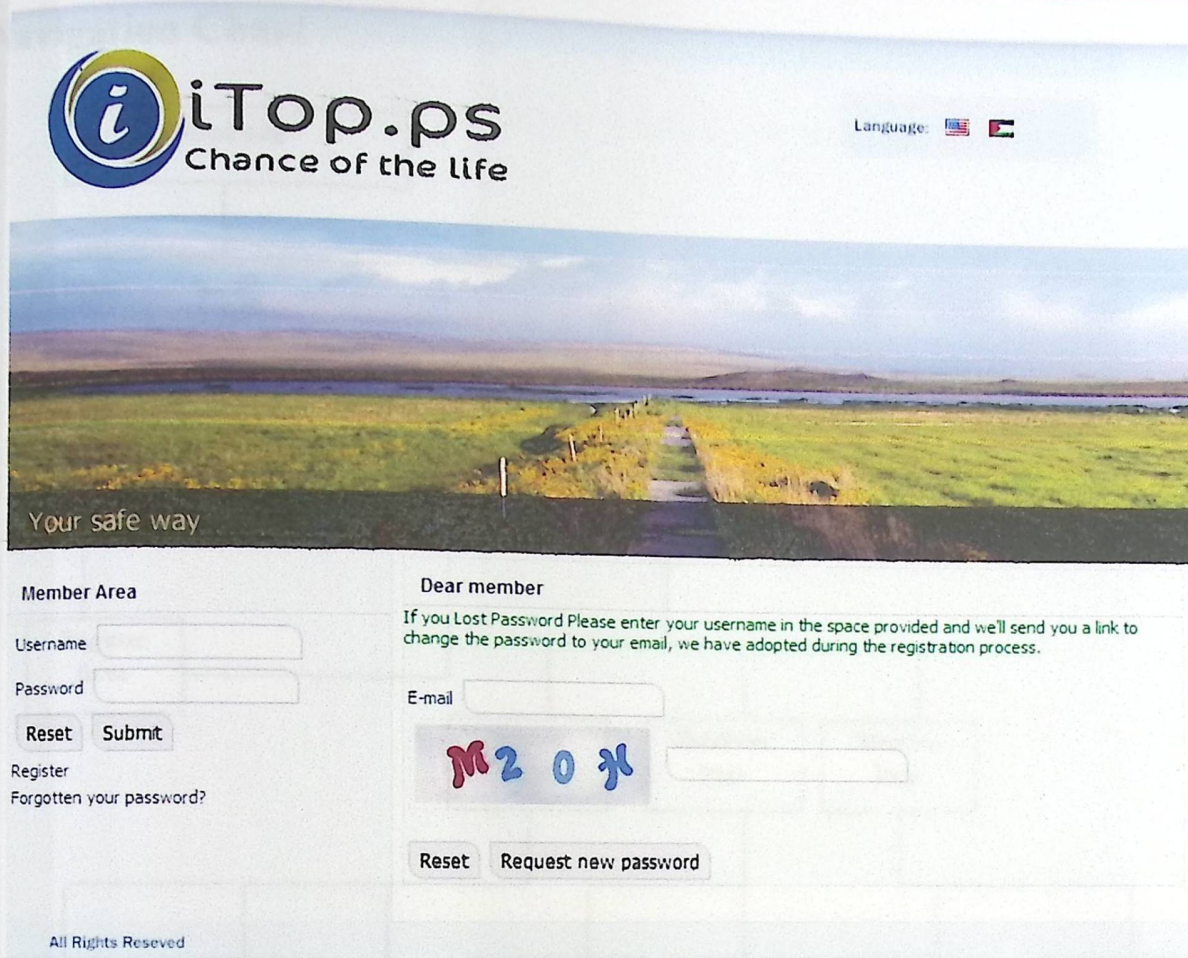 iTop.ps
Chance of the life
Language:
Your safe way
Member Area
Username
Password
Reset Submit
Register
Forgotten your password?
Dear member
If you Lost Password Please enter your username in the space provided and we'll send you a link to
change the password to your email, we have adopted during the registration process.
E-mail
M20N
Reset Request new password
All Rights Reseved